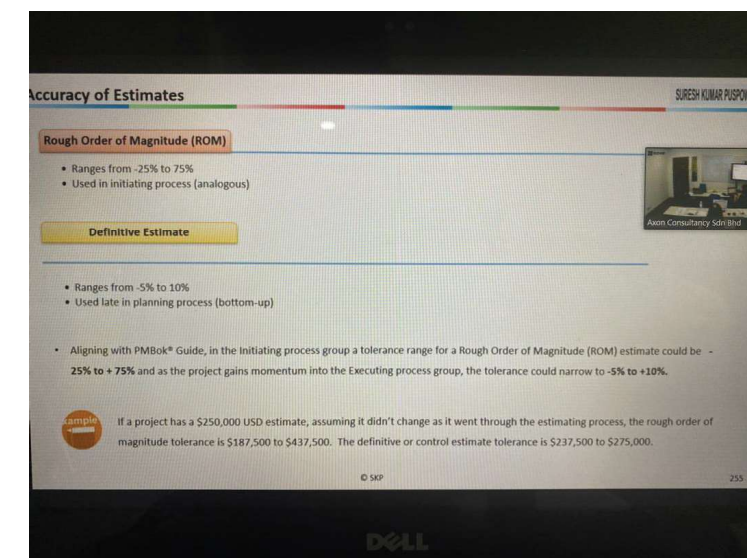 Accuracy of Estimates
SURESH KUMAR
Rough Order of Magnitude (ROM)
• Ranges from -25% to 75%
• Used in initiating process (analogous)
Axon Consultancy Sdn Bhd
Definitive Estimate
• Ranges from -5% to 10%
• Used late in planning process (bottom-up)
• Aligning with PMBok® Guide, in the Initiating process group a tolerance range for a Rough Order of Magnitude (ROM) estimate could be -
25% to + 75% and as the project gains momentum into the Executing process group, the tolerance could narrow to -5% to +10%.
ample
If a project has a $250,000 USD estimate, assuming it didn't change as it went through the estimating process, the rough order of
magnitude tolerance is $187,500 to $437,500. The definitive or control estimate tolerance is $237,500 to $275,000.
© SKP
255
DELL